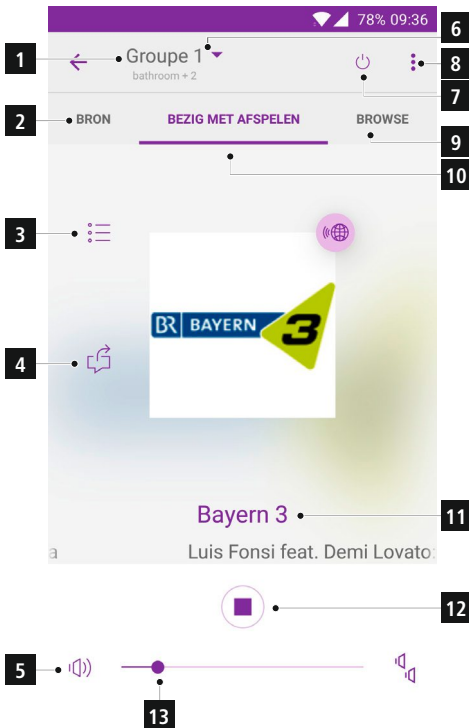 78% 09:36
6
1
Groupe 1
bathroom + 2
8
7
2
BRON
BEZIG MET AFSPELEN
BROWSE
9
10
3
BR BAYERN 3
4
Bayern 3
11
a
Luis Fonsi feat. Demi Lovato:
12
5
13